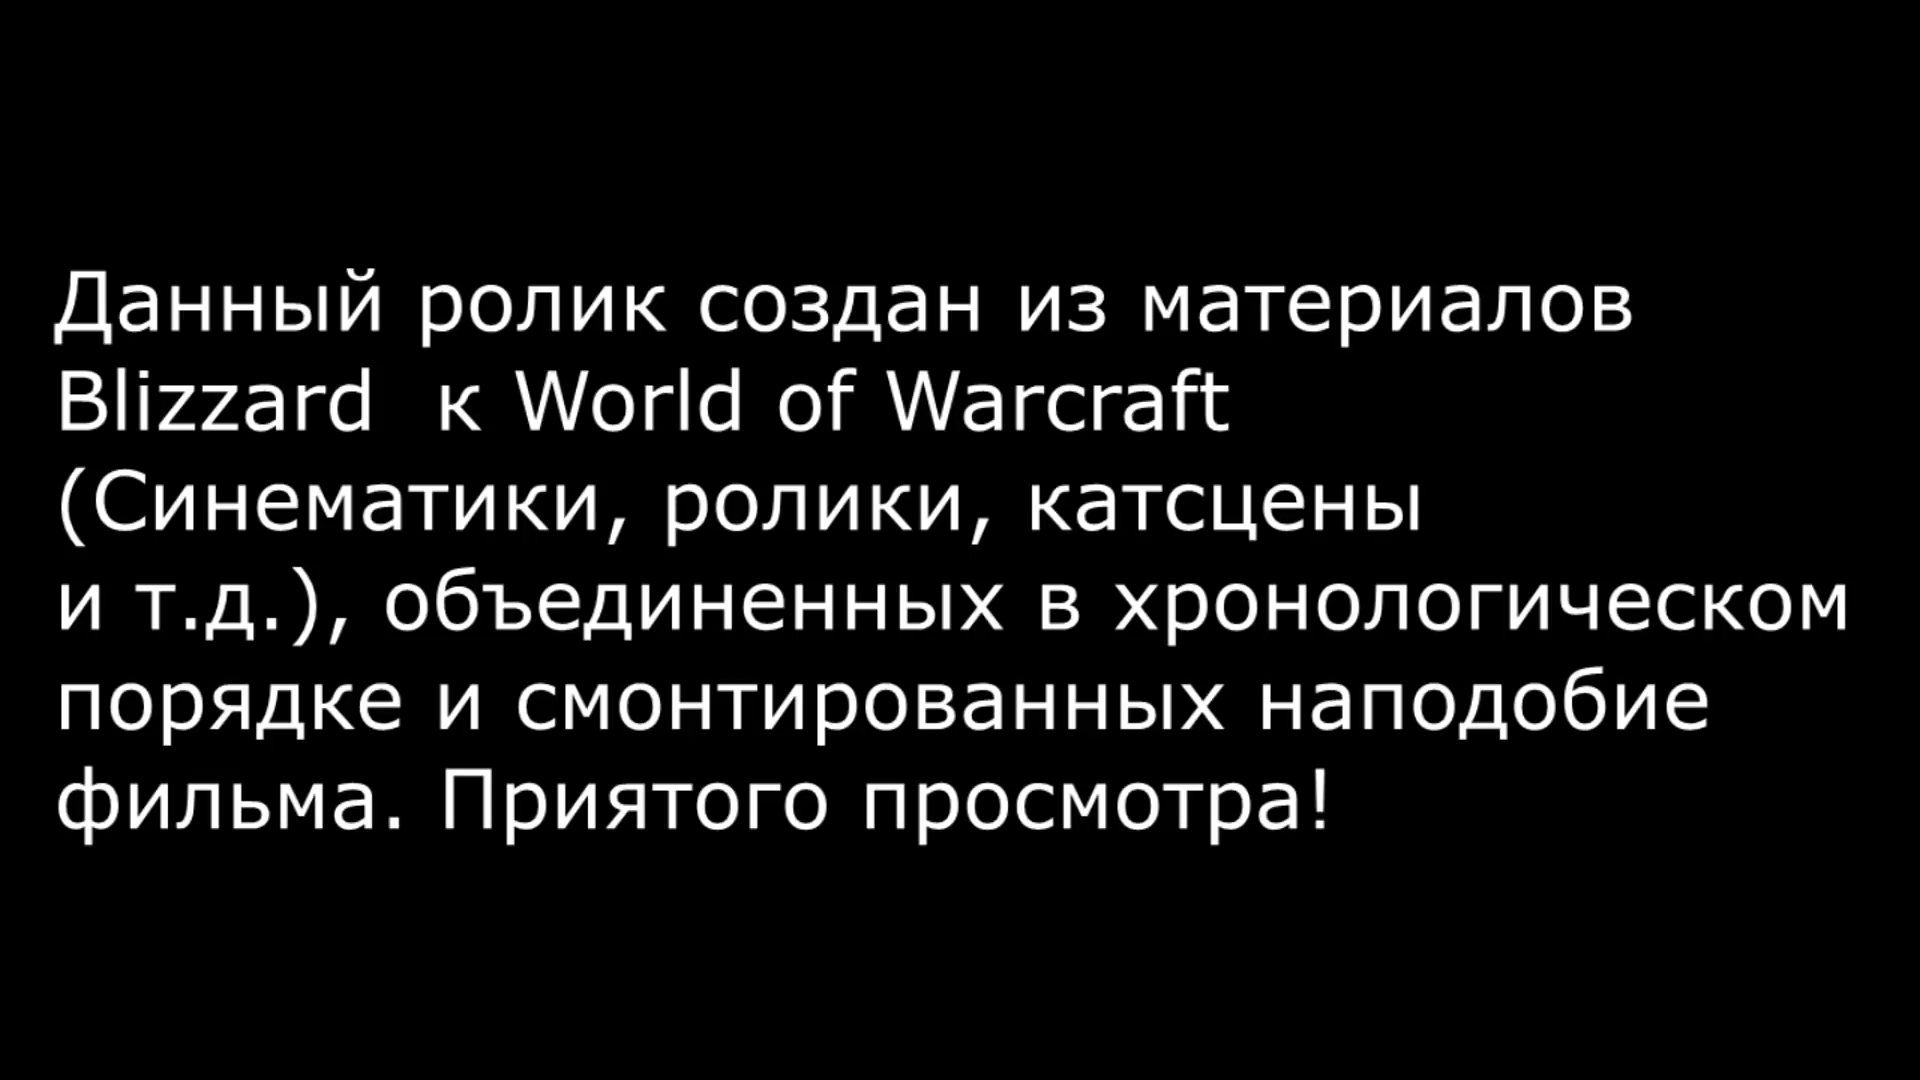 Данный ролик создан из материалов
Blizzard  к World of Warcraft
(Синематики, ролики, катсцены
и т.д.), объединенных в хронологическом
порядке и смонтированных наподобие
фильма. Приятого просмотра!